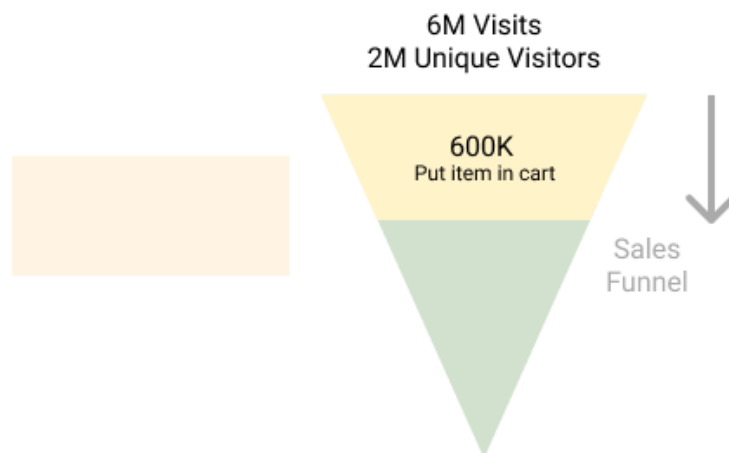 6M Visits
2M Unique Visitors
600K
Put item in cart
Sales
Funnel